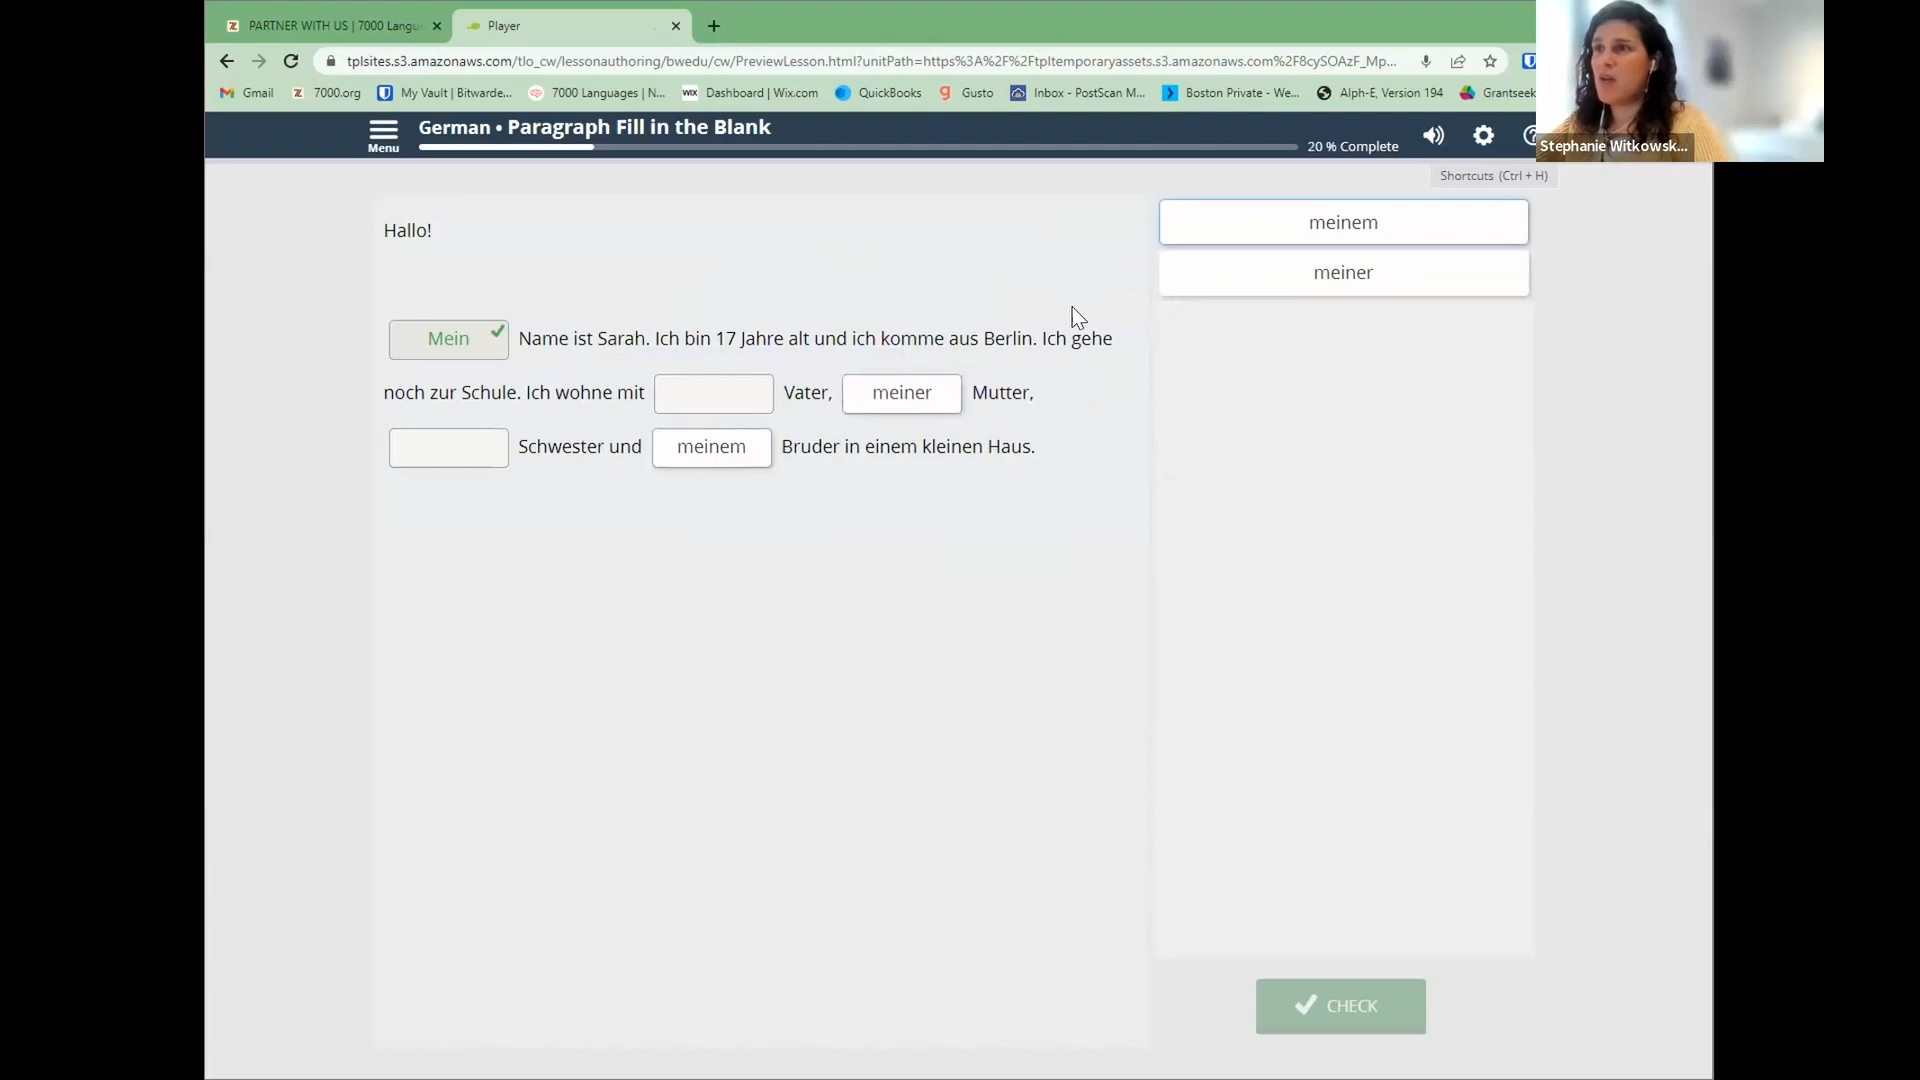 PARTNER WITH US | 7000 Langu
Player
tplsites.s3.amazonaws.com/tlo_cw/lessonauthoring/bwedu/cw/PreviewLesson.html?unitPath=https%3A%2F%2Ftpltemporaryassets.s3.amazonaws.com%2F8cySOAzF_Mp...
Gmail 7000.org My Vault | Bitwarde... 7000 Languages | N... WIX Dashboard | Wix.com QuickBooks Gusto Inbox - PostScan M... Boston Private - We... Alph-E, Version 194 Grantseek
Menu
German • Paragraph Fill in the Blank
20 % Complete
Stephanie Witkowsk...
Shortcuts (Ctrl + H)
Hallo!
Mein Name ist Sarah. Ich bin 17 Jahre alt und ich komme aus Berlin. Ich gehe
noch zur Schule. Ich wohne mit Vater, meiner Mutter,
Schwester und meinem Bruder in einem kleinen Haus.
meinem
meiner
CHECK